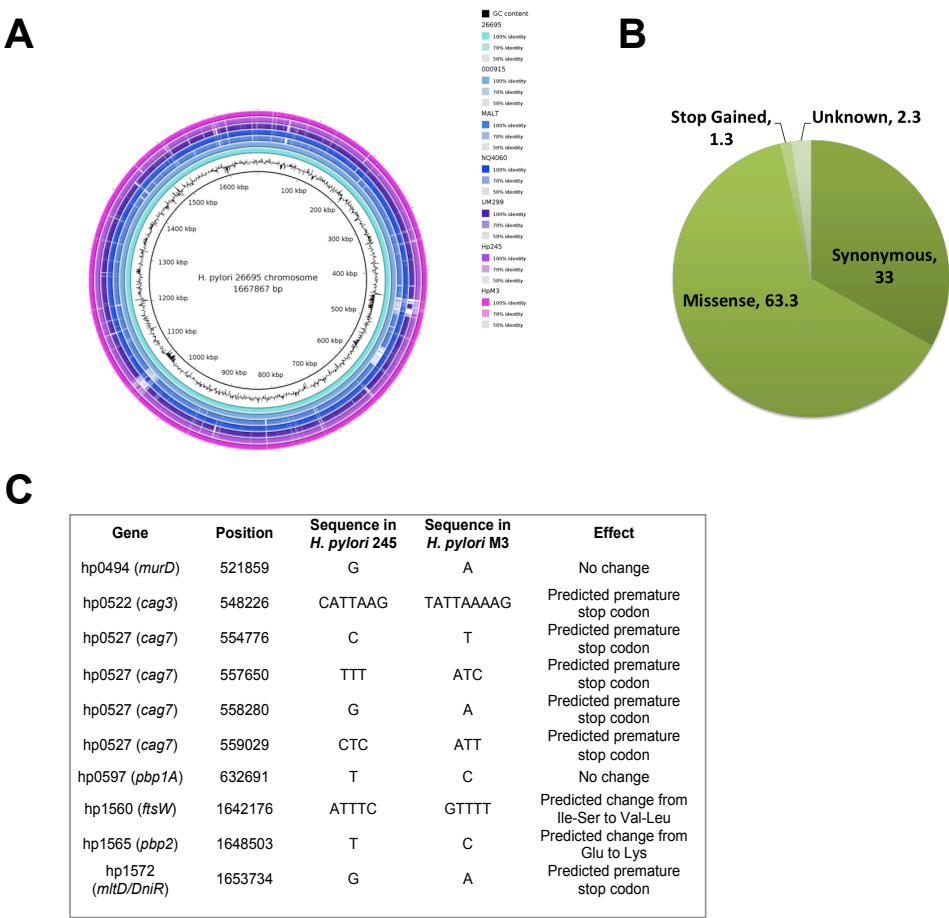 A
GC content
26695
100% identity
70% identity
50% identity
000915
100% identity
70% identity
50% identity
MALT
100% identity
70% identity
50% identity
NQ4060
100% identity
70% identity
50% identity
UM299
100% identity
70% identity
50% identity
Hp245
100% identity
70% identity
50% identity
HpM3
100% identity
70% identity
50% identity
100 kbp
200 kbp
300 kbp
400 kbp
500 kbp
600 kbp
700 kbp
800 kbp
900 kbp
1000 kbp
1100 kbp
1200 kbp
1300 kbp
1400 kbp
1500 kbp
1600 kbp
H. pylori 26695 chromosome
1667867 bp
B
Stop Gained,
1.3
Unknown, 2.3
Synonymous,
33
Missense, 63.3
C
Gene Position Sequence in H. pylori 245 Sequence in H. pylori M3 Effect
hp0494 (murD) 521859 G A No change
hp0522 (cag3) 548226 CATTAAG TATTAAAAG Predicted premature stop codon
hp0527 (cag7) 554776 C T Predicted premature stop codon
hp0527 (cag7) 557650 TTT ATC Predicted premature stop codon
hp0527 (cag7) 558280 G A Predicted premature stop codon
hp0527 (cag7) 559029 CTC ATT Predicted premature stop codon
hp0597 (pbp1A) 632691 T C No change
hp1560 (ftsW) 1642176 ATTTC GTTTT Predicted change from Ile-Ser to Val-Leu
hp1565 (pbp2) 1648503 T C Predicted change from Glu to Lys
hp1572 (mltD/DniR) 1653734 G A Predicted premature stop codon